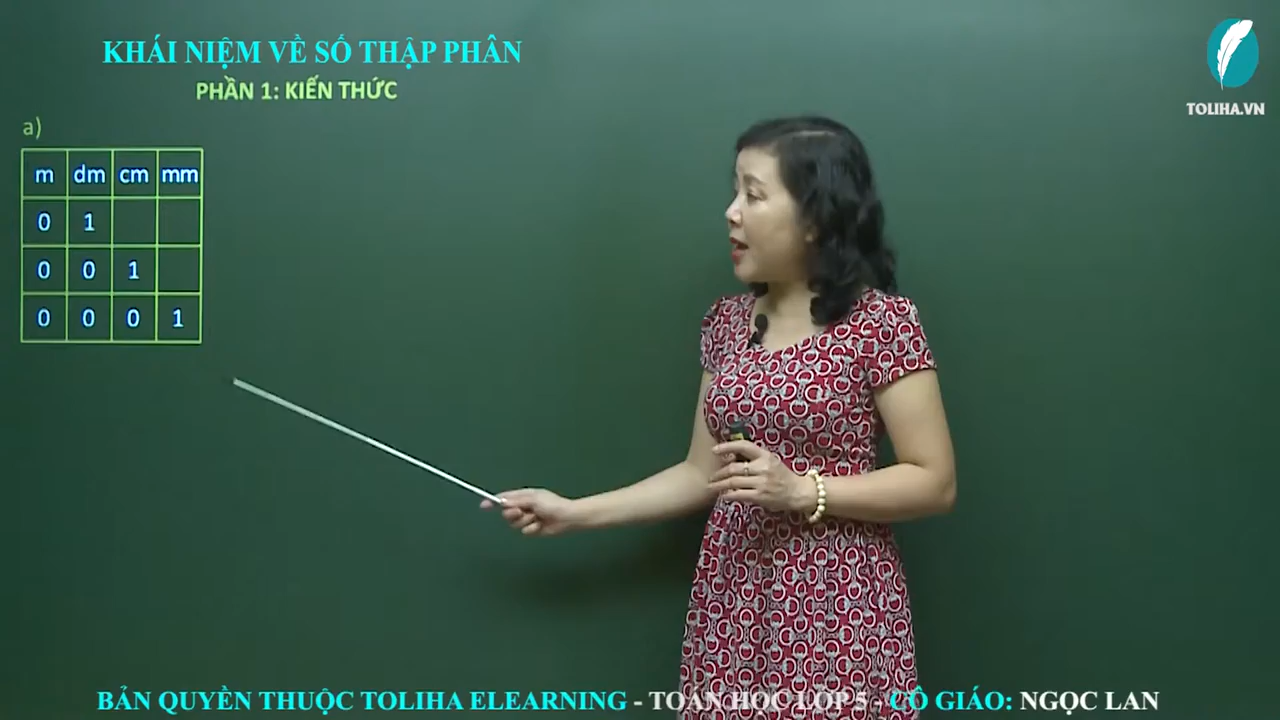 KHÁI NIỆM VỀ SỐ THẬP PHÂN
PHẦN 1: KIẾN THỨC
TOLIHA.VN
a)
m dm cm mm
0 1
0 0 1
0 0 0 1
BẢN QUYỀN THUỘC TOLIHA ELEARNING - TOÁN HỌC LỚP 5 - CÔ GIÁO: NGỌC LAN